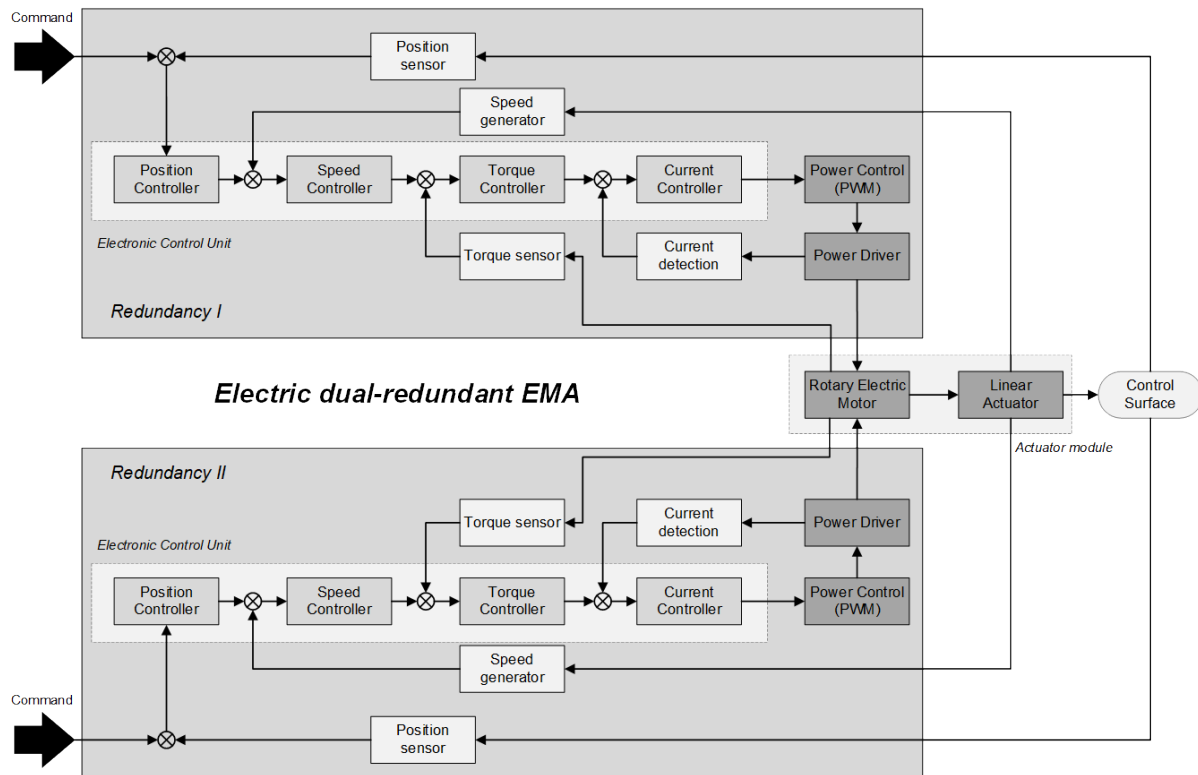 Command
Position
sensor
Speed
generator
Position
Controller
Speed
Controller
Torque
Controller
Current
Controller
Power Control
(PWM)
Electronic Control Unit
Torque sensor
Current
detection
Power Driver
Redundancy I
Electric dual-redundant EMA
Rotary Electric
Motor
Linear
Actuator
Control
Surface
Actuator module
Redundancy II
Torque sensor
Current
detection
Power Driver
Electronic Control Unit
Position
Controller
Speed
Controller
Torque
Controller
Current
Controller
Power Control
(PWM)
Speed
generator
Command
Position
sensor